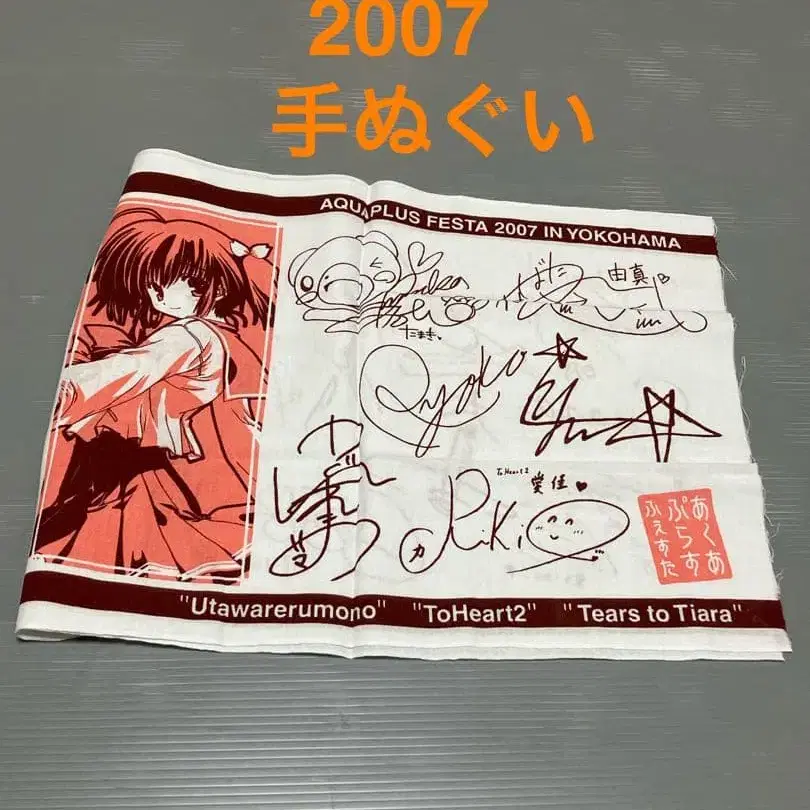 2007
手ぬぐい
AQUAPLUS FESTA 2007 IN YOKOHAMA
由真
たまき
Ryoko
ToHeart2
愛佳
Rikiko
あくあ
ぷらす
ふぇすた
"Utawarerumono" "ToHeart2" "Tears to Tiara"